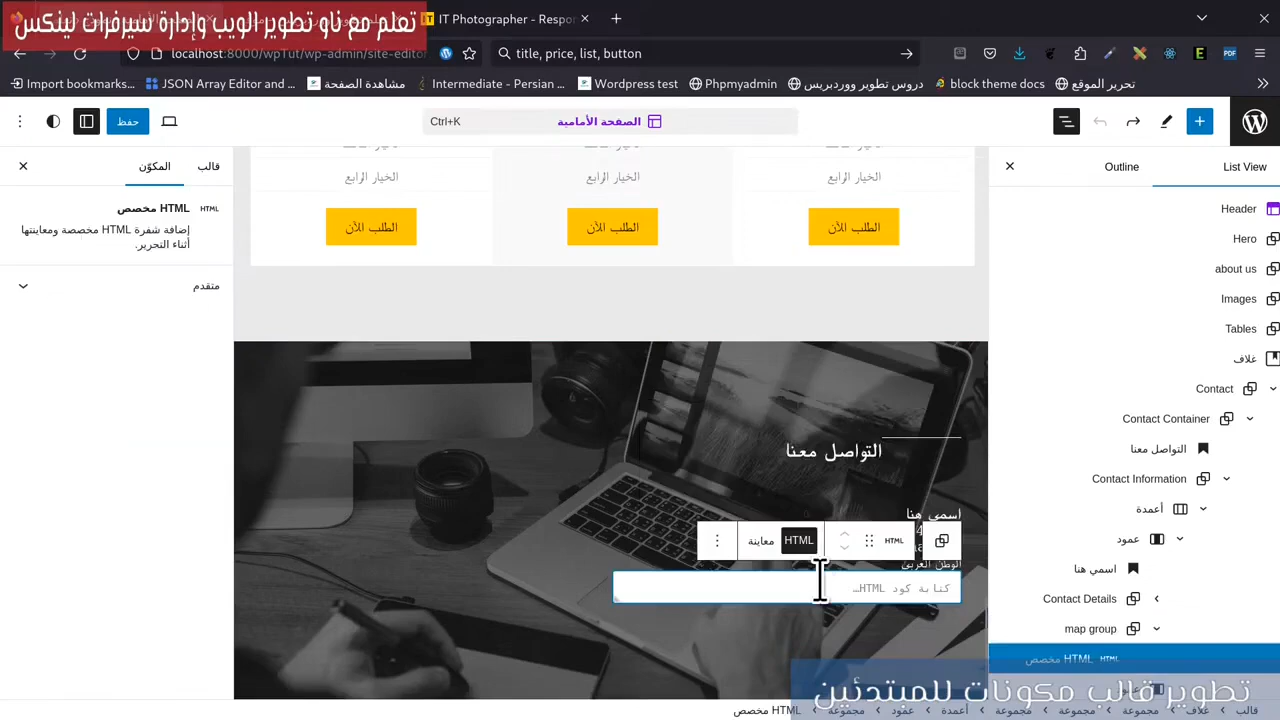 تعلم مع ناو تطوير الويب وإدارة سيرفرات لينكس
IT Photographer - Respon
localhost:8000/wpTut/wp-admin/site-editor
title, price, list, button
Import bookmarks...
JSON Array Editor and ...
مشاهدة الصفحة
Intermediate - Persian ...
Wordpress test
Phpmyadmin
دروس تطوير ووردبريس
block theme docs
تحرير الموقع
حفظ
Ctrl+K
الصفحة الأمامية
قالب
المكوّن
HTML مخصص
إضافة شفرة HTML مخصصة ومعاينتها
أثناء التحرير.
متقدم
الخيار الرابع
الخيار الرابع
الخيار الرابع
الطلب الآن
الطلب الآن
الطلب الآن
التواصل معنا
اسمي هنا
الوطن العربي
معاينة
HTML
HTML
كتابة كود HTML...
Outline
List View
Header
Hero
about us
Images
Tables
غلاف
Contact
Contact Container
التواصل معنا
Contact Information
أعمدة
عمود
اسمي هنا
Contact Details
map group
HTML مخصص
تطوير قالب مكونات للمبتدئين
قالب
غلاف
مجموعة
مجموعة
مجموعة
أعمدة
عمود
مجموعة
HTML مخصص